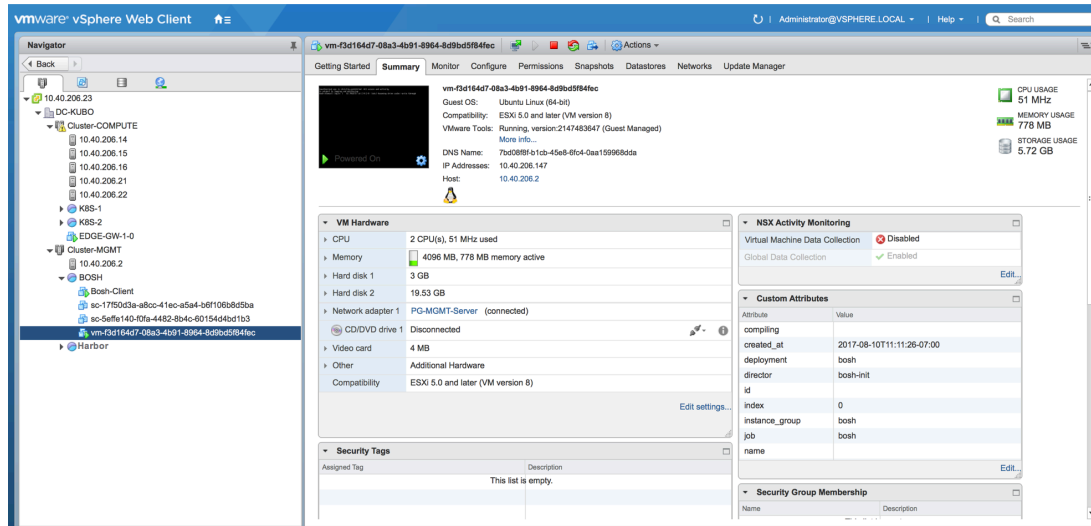 vmware® vSphere Web Client
Administrator@VSPHERE.LOCAL | Help | Search
Navigator
Back
10.40.206.23
DC-KUBO
Cluster-COMPUTE
10.40.206.14
10.40.206.15
10.40.206.16
10.40.206.21
10.40.206.22
K8S-1
K8S-2
EDGE-GW-1-0
Cluster-MGMT
10.40.206.2
BOSH
Bosh-Client
sc-17f50d3a-a8cc-41ec-a5a4-b6f106b8d5ba
sc-5effe140-f0fa-4482-8b4c-60154d4bd1b3
vm-f3d164d7-08a3-4b91-8964-8d9bd5f84fec
Harbor
vm-f3d164d7-08a3-4b91-8964-8d9bd5f84fec Actions
Getting Started Summary Monitor Configure Permissions Snapshots Datastores Networks Update Manager
Powered On
vm-f3d164d7-08a3-4b91-8964-8d9bd5f84fec
Guest OS: Ubuntu Linux (64-bit)
Compatibility: ESXi 5.0 and later (VM version 8)
VMware Tools: Running, version:2147483647 (Guest Managed)
More info...
DNS Name: 7bd08f8f-b1cb-45e8-6fc4-0aa159968dda
IP Addresses: 10.40.206.147
Host: 10.40.206.2
CPU USAGE
51 MHz
MEMORY USAGE
778 MB
STORAGE USAGE
5.72 GB
VM Hardware
CPU 2 CPU(s), 51 MHz used
Memory 4096 MB, 778 MB memory active
Hard disk 1 3 GB
Hard disk 2 19.53 GB
Network adapter 1 PG-MGMT-Server (connected)
CD/DVD drive 1 Disconnected
Video card 4 MB
Other Additional Hardware
Compatibility ESXi 5.0 and later (VM version 8)
Edit settings...
Security Tags
Assigned Tag Description
This list is empty.
NSX Activity Monitoring
Virtual Machine Data Collection Disabled
Global Data Collection Enabled
Edit...
Custom Attributes
Attribute Value
compiling
created_at 2017-08-10T11:11:26-07:00
deployment bosh
director bosh-init
id
index 0
instance_group bosh
job bosh
name
Edit...
Security Group Membership
Name Description